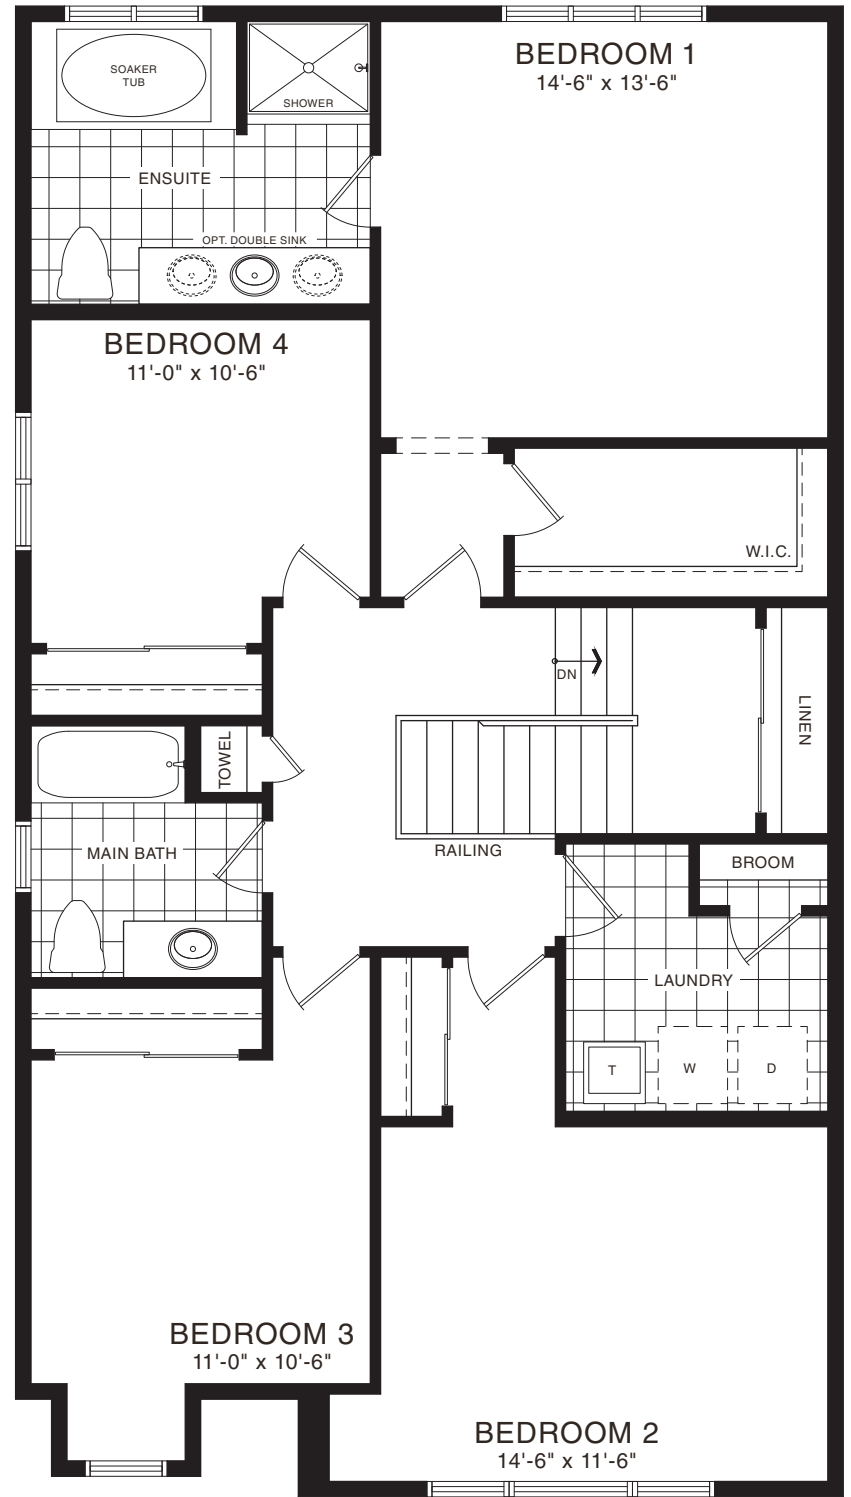 BEDROOM 1
14'-6" x 13'-6"
SOAKER
TUB
SHOWER
ENSUITE
OPT. DOUBLE SINK
BEDROOM 4
11'-0" x 10'-6"
W.I.C.
DN
LINEN
TOWEL
MAIN BATH
RAILING
BROOM
LAUNDRY
T
W
D
BEDROOM 3
11'-0" x 10'-6"
BEDROOM 2
14'-6" x 11'-6"